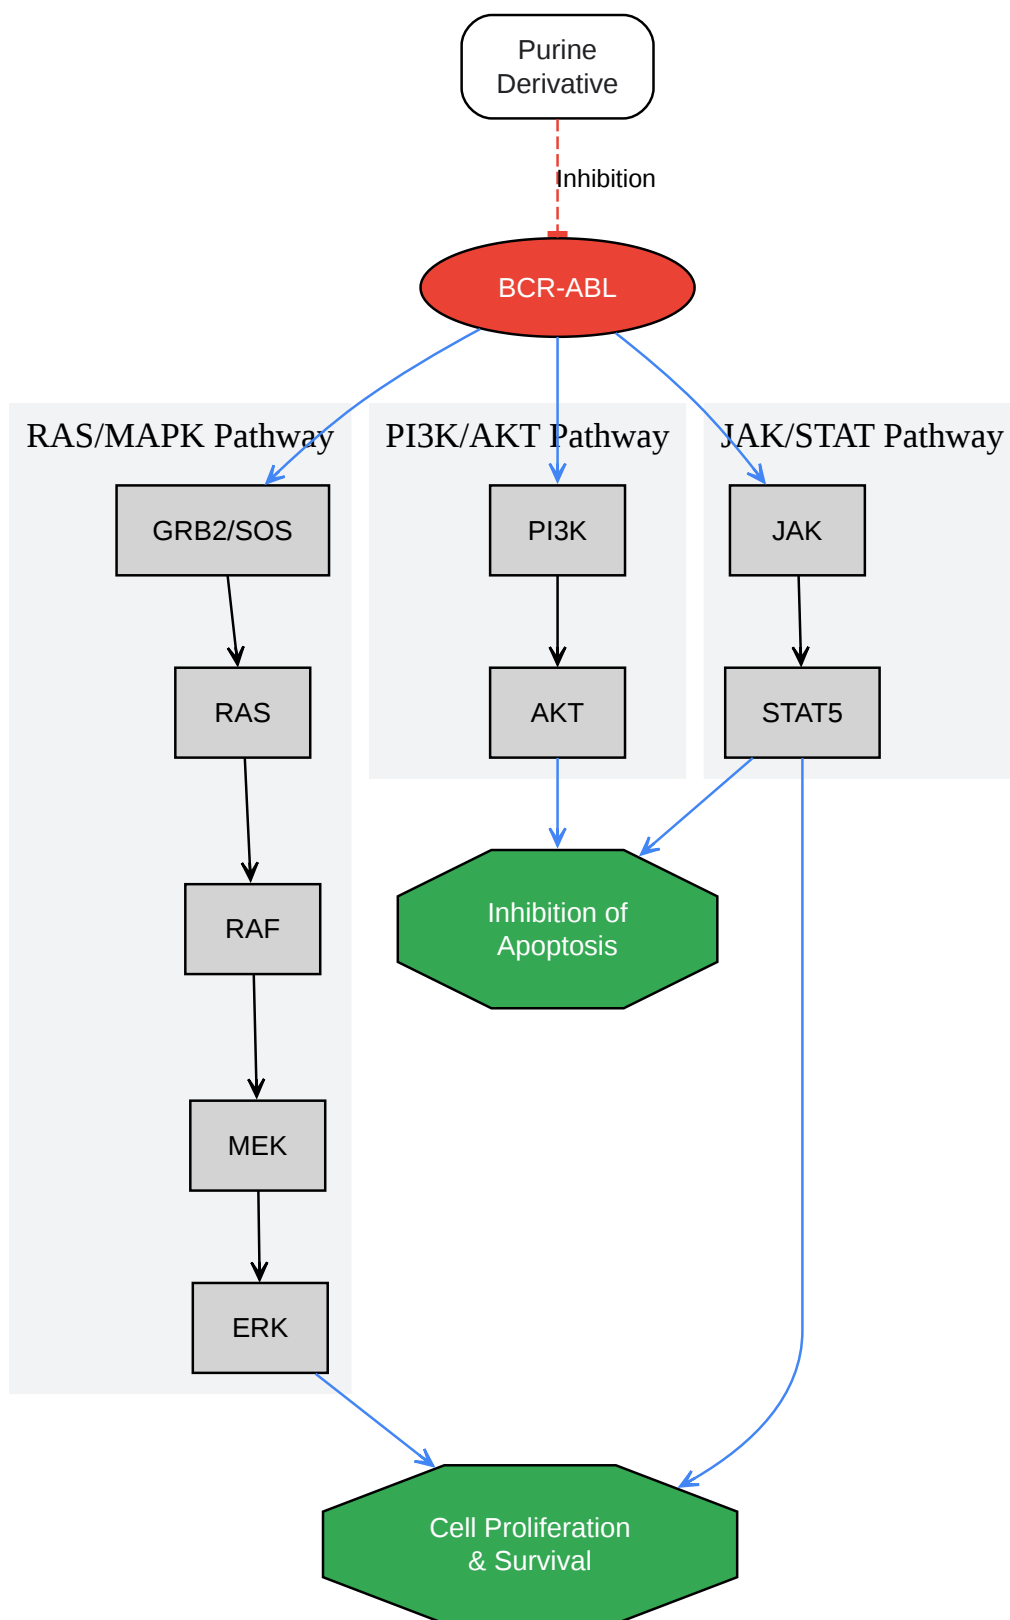 Purine
Derivative
Inhibition
BCR-ABL
RAS/MAPK Pathway
PI3K/AKT Pathway
JAK/STAT Pathway
GRB2/SOS
PI3K
JAK
RAS
AKT
STAT5
Inhibition of
Apoptosis
RAF
MEK
ERK
Cell Proliferation
& Survival